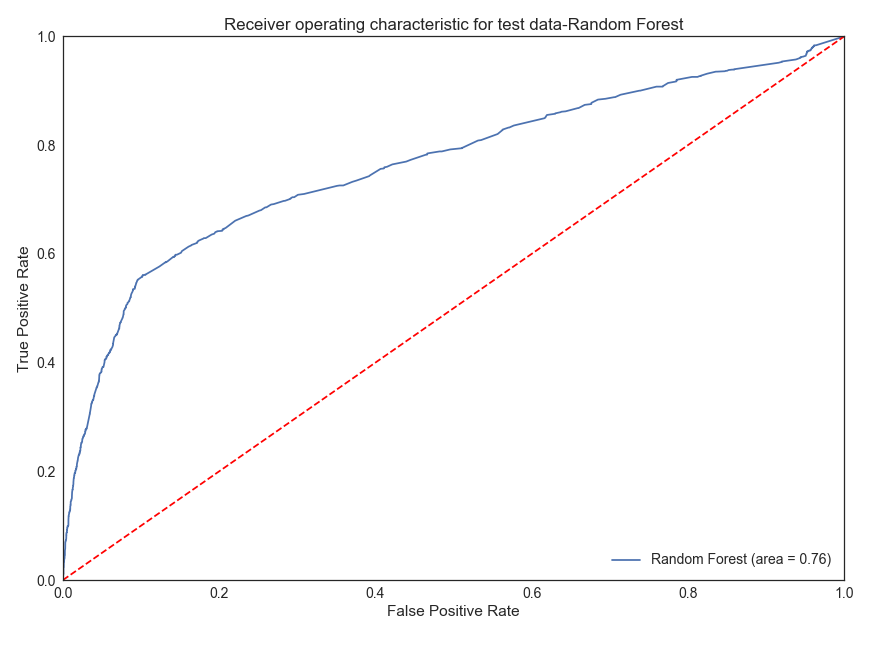 Receiver operating characteristic for test data-Random Forest
1.0
0.8
0.6
0.4
0.2
0.0
True Positive Rate
Random Forest (area = 0.76)
0.0 0.2 0.4 0.6 0.8 1.0
False Positive Rate